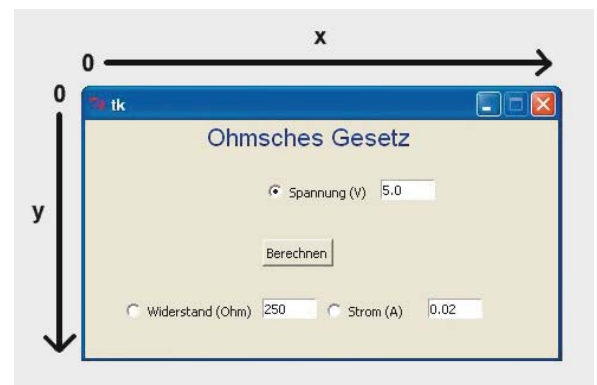 x
0
0
tk
Ohmsches Gesetz
Spannung (V) 5.0
y
Berechnen
Widerstand (Ohm) 250 Strom (A) 0.02